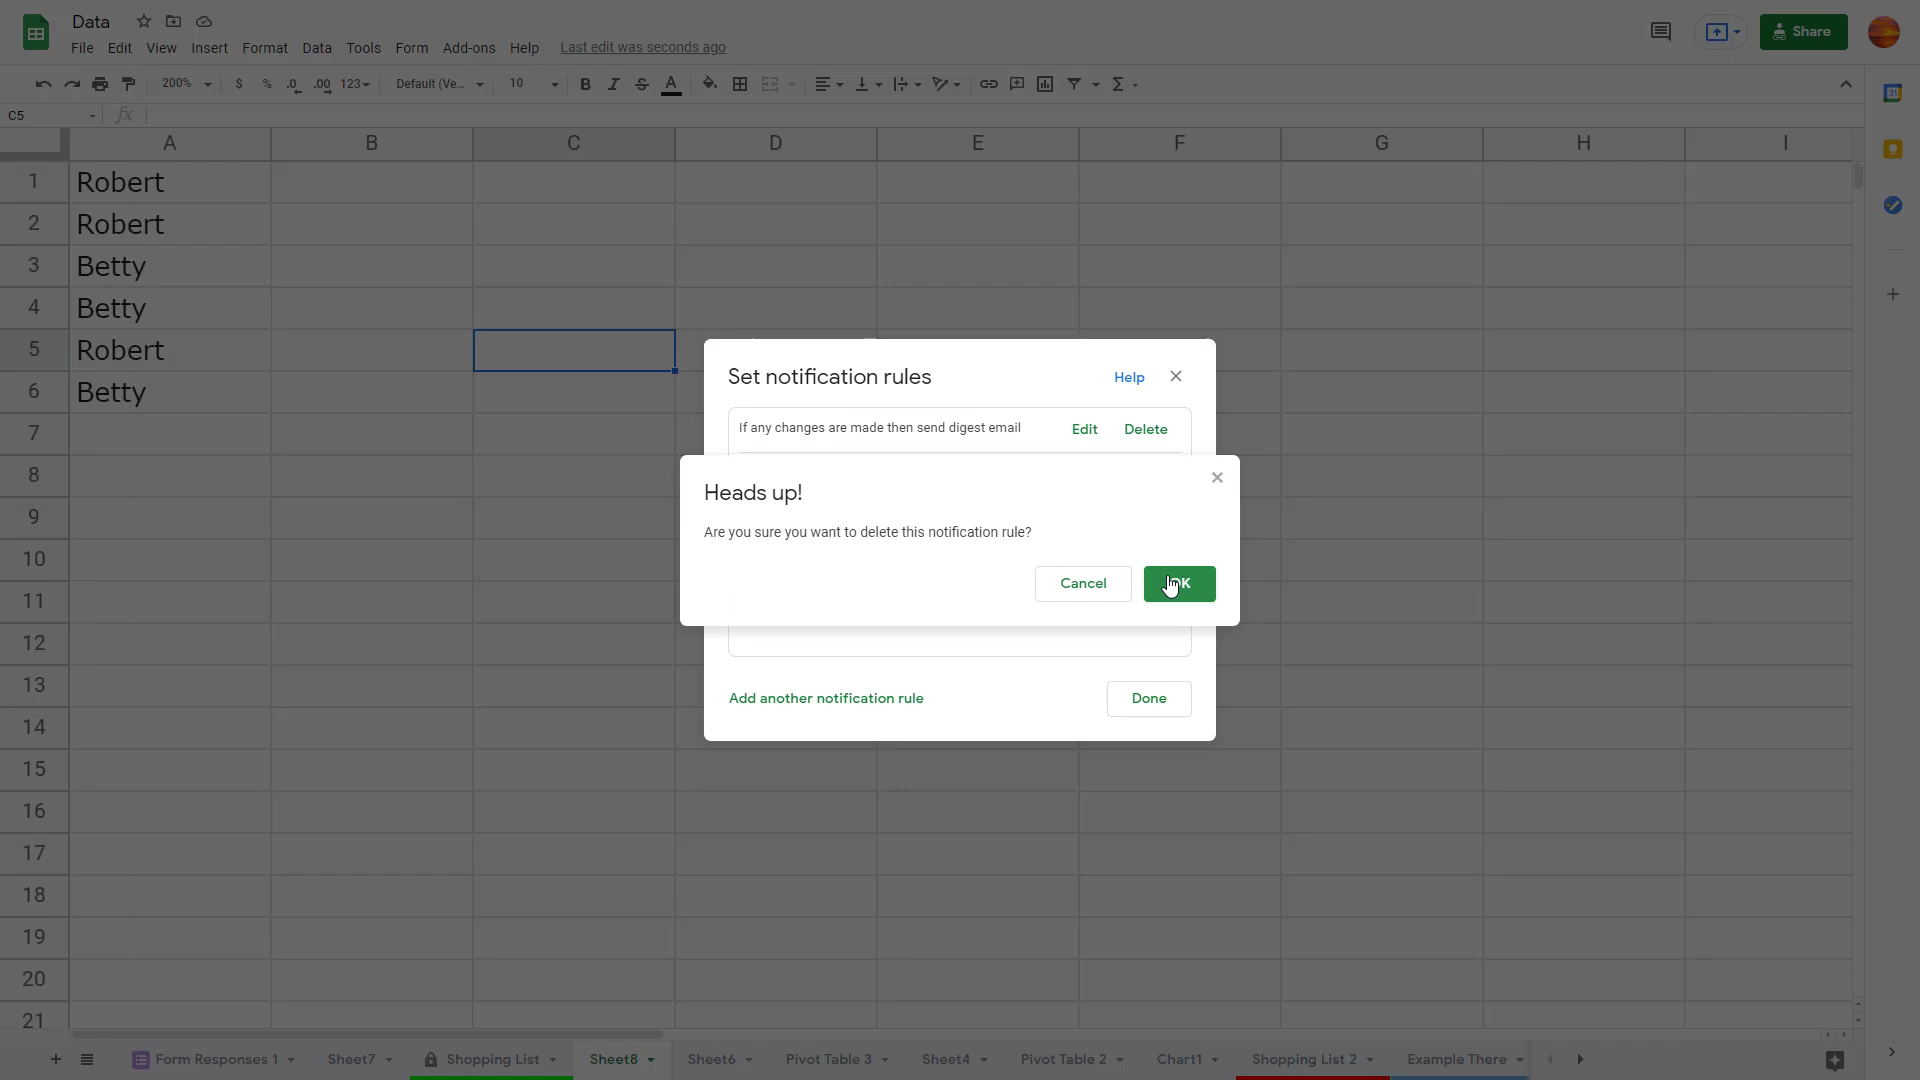 Data
File Edit View Insert Format Data Tools Form Add-ons Help Last edit was seconds ago
Share
200% $ % .0 .00 123 Default (Ve... 10 B I S A Σ
31
C5 fx
A B C D E F G H I
1 Robert
2 Robert
3 Betty
4 Betty
5 Robert
6 Betty
7
8
9
10
11
12
13
14
15
16
17
18
19
20
21
Set notification rules Help
If any changes are made then send digest email Edit Delete
Heads up!
Are you sure you want to delete this notification rule?
Cancel OK
Add another notification rule Done
Form Responses 1 Sheet7 Shopping List Sheet8 Sheet6 Pivot Table 3 Sheet4 Pivot Table 2 Chart1 Shopping List 2 Example There